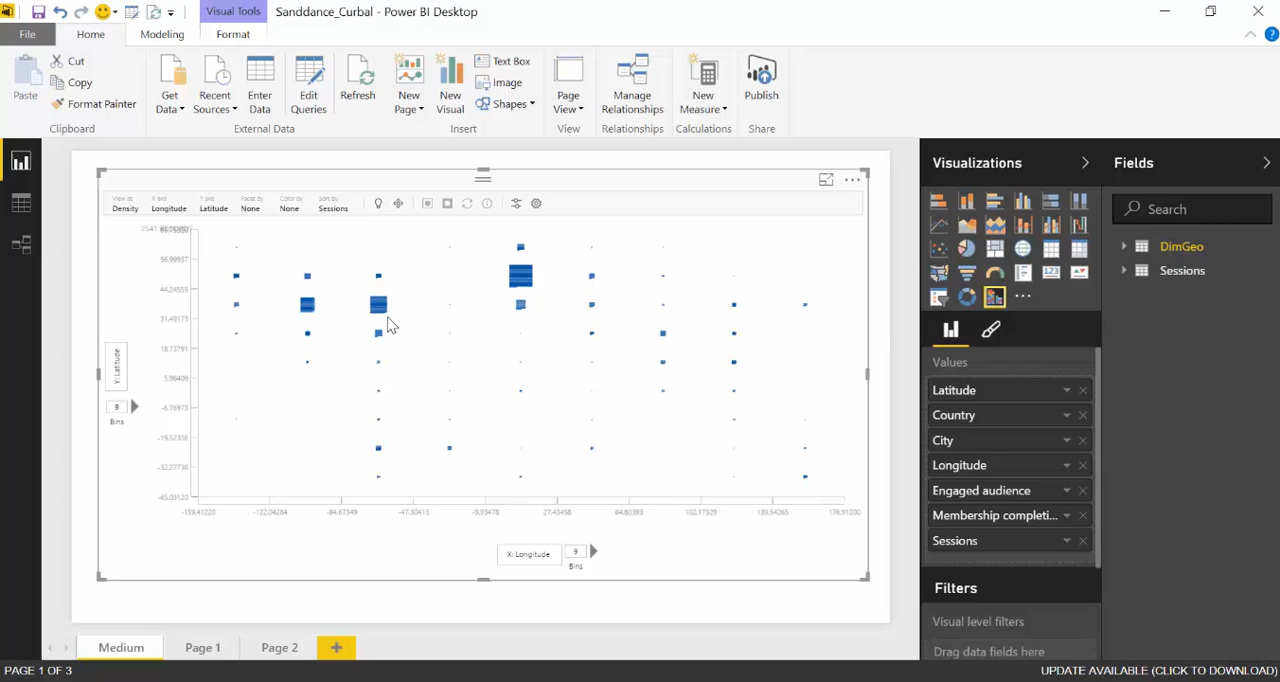 Visual Tools
Sanddance_Curbal - Power BI Desktop
File
Home
Modeling
Format
Paste
Cut
Copy
Format Painter
Clipboard
Get Data
Recent Sources
Enter Data
External Data
Edit Queries
Refresh
New Page
New Visual
Text Box
Image
Shapes
Insert
Page View
View
Manage Relationships
Relationships
New Measure
Calculations
Publish
Share
View as
Density
X axis
Longitude
Y axis
Latitude
Facets by
None
Color by
None
Sort by
Sessions
56.99931
44.24555
31.49173
18.73791
5.98409
-6.76973
-19.52356
-32.27738
-45.03120
Y: Latitude
9
Bins
-159.41220
-122.04284
-84.67349
-47.30413
-9.93478
27.43458
64.80393
102.17329
139.54265
176.91200
X: Longitude
9
Bins
Visualizations
Values
Latitude
Country
City
Longitude
Engaged audience
Membership completi...
Sessions
Filters
Visual level filters
Drag data fields here
Fields
Search
DimGeo
Sessions
Medium
Page 1
Page 2
PAGE 1 OF 3
UPDATE AVAILABLE (CLICK TO DOWNLOAD)